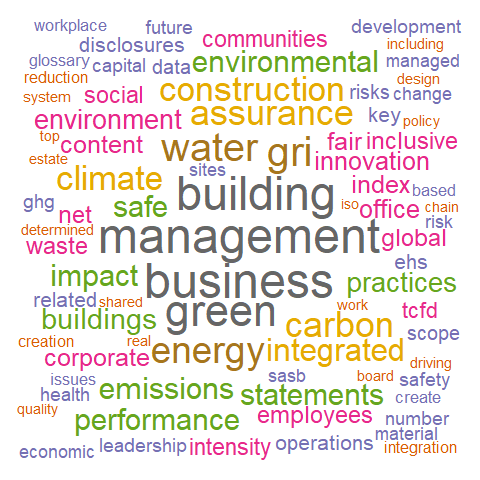 workplace future development
disclosures communities including
glossary capital data environmental managed
reduction construction risks change design
system social assurance key policy
environment
top content water gri fair inclusive
estate climate sites innovation
ghg net safe building index based
iso office chain
determined waste management global risk
impact business ehs
related shared green practices
buildings work tcfd
creation real carbon scope
corporate energy integrated driving
issues emissions sasb board safety
health statements create
quality performance employees number
material
economic leadership intensity operations integration